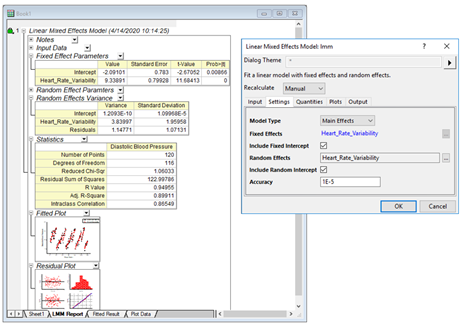 Book1
1
Linear Mixed Effects Model (4/14/2020 10:14:25)
Notes
Input Data
Fixed Effect Parameters
Value Standard Error t-Value Prob>|t|
Intercept -2.09101 0.783 -2.67052 0.00866
Heart_Rate_Variability 9.33891 0.79928 11.68413 0
Random Effect Parameters
Random Effects Variance
Variance Standard Deviation
Intercept 1.2093E-10 1.09968E-5
Heart_Rate_Variability 3.83997 1.95958
Residuals 1.14771 1.07131
Statistics
Diastolic Blood Pressure
Number of Points 120
Degrees of Freedom 116
Reduced Chi-Sqr 1.06033
Residual Sum of Squares 122.99786
R Value 0.94955
Adj. R-Square 0.89911
Intraclass Correlation 0.86549
Fitted Plot
Residual Plot
Sheet1 LMM Report Fitted Result Plot Data
Linear Mixed Effects Model: lmm
Dialog Theme *
Fit a linear model with fixed effects and random effects.
Recalculate Manual
Input Settings Quantities Plots Output
Model Type Main Effects
Fixed Effects Heart_Rate_Variability
Include Fixed Intercept
Random Effects Heart_Rate_Variability
Include Random Intercept
Accuracy 1E-5
OK Cancel